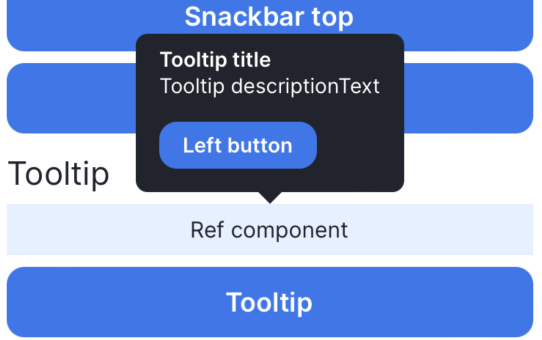 Snackbar top
Tooltip title
Tooltip descriptionText
Left button
Tooltip
Ref component
Tooltip